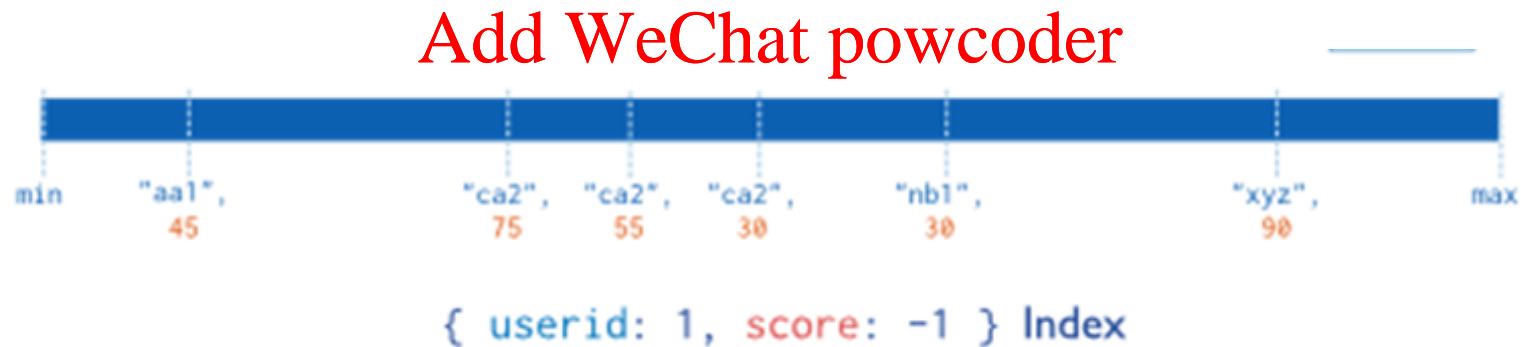 Add WeChat powcoder
min "aa1", "ca2", "ca2", "ca2", "nb1", "xyz", max
45 75 55 30 30 90
{ userid: 1, score: -1 } Index